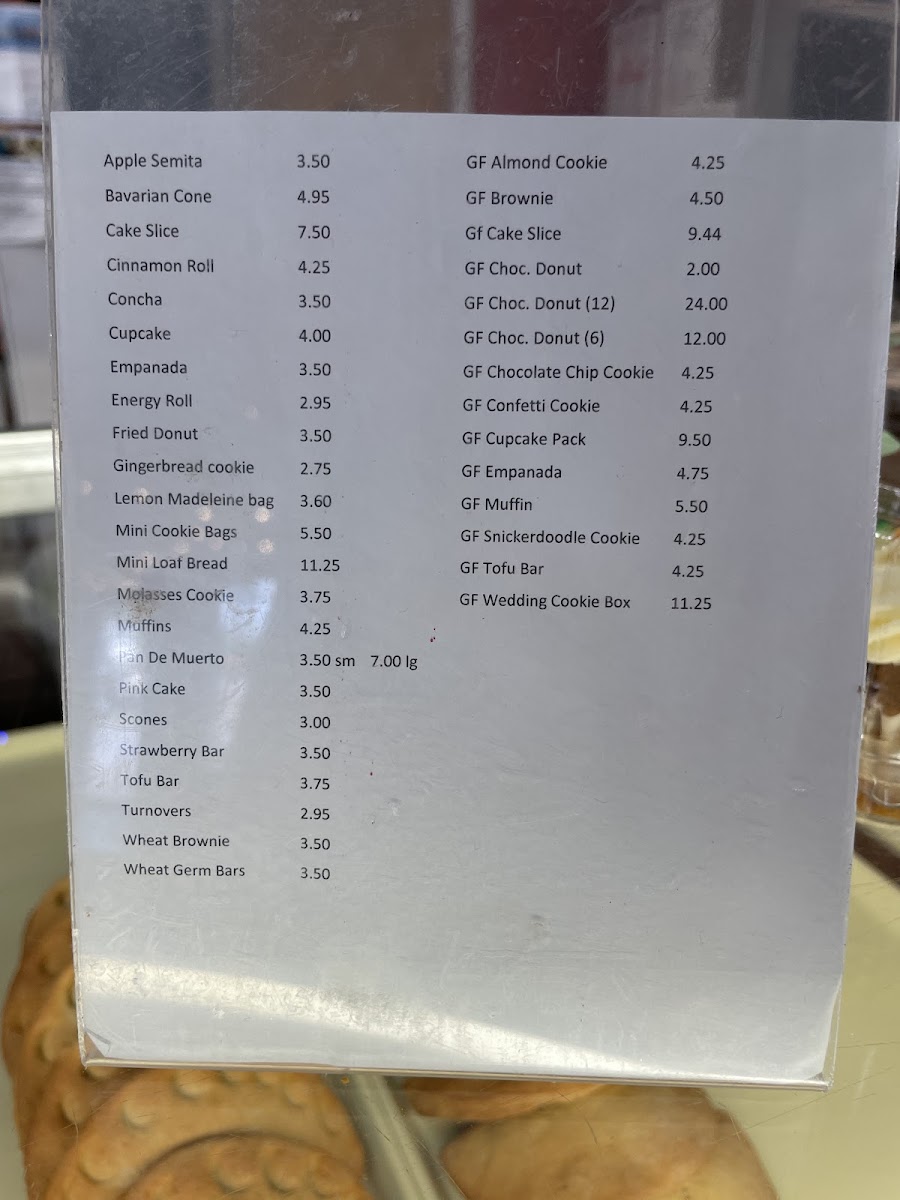 Apple Semita 3.50
Bavarian Cone 4.95
Cake Slice 7.50
Cinnamon Roll 4.25
Concha 3.50
Cupcake 4.00
Empanada 3.50
Energy Roll 2.95
Fried Donut 3.50
Gingerbread cookie 2.75
Lemon Madeleine bag 3.60
Mini Cookie Bags 5.50
Mini Loaf Bread 11.25
Molasses Cookie 3.75
Muffins 4.25
Pan De Muerto 3.50 sm 7.00 lg
Pink Cake 3.50
Scones 3.00
Strawberry Bar 3.50
Tofu Bar 3.75
Turnovers 2.95
Wheat Brownie 3.50
Wheat Germ Bars 3.50
GF Almond Cookie 4.25
GF Brownie 4.50
Gf Cake Slice 9.44
GF Choc. Donut 2.00
GF Choc. Donut (12) 24.00
GF Choc. Donut (6) 12.00
GF Chocolate Chip Cookie 4.25
GF Confetti Cookie 4.25
GF Cupcake Pack 9.50
GF Empanada 4.75
GF Muffin 5.50
GF Snickerdoodle Cookie 4.25
GF Tofu Bar 4.25
GF Wedding Cookie Box 11.25